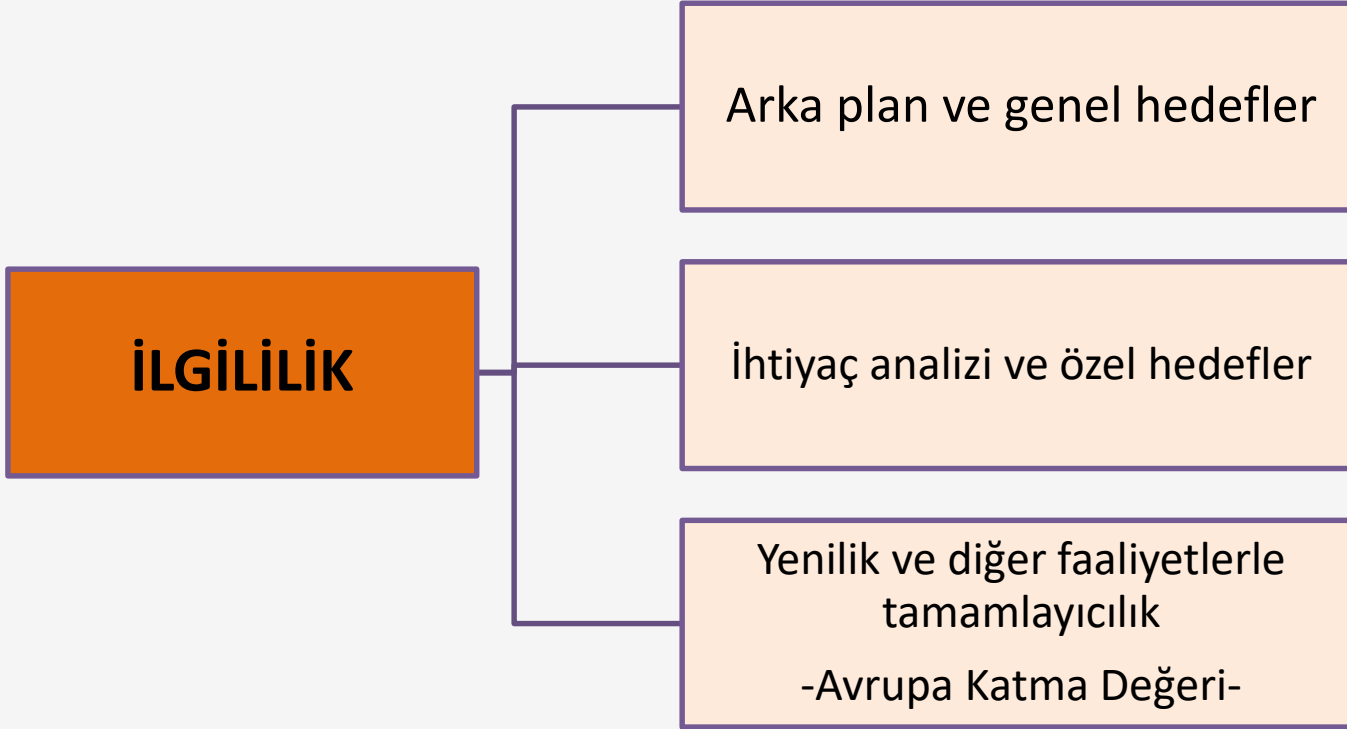 Arka plan ve genel hedefler
İLGİLİLİK
İhtiyaç analizi ve özel hedefler
Yenilik ve diğer faaliyetlerle
tamamlayıcılık
-Avrupa Katma Değeri-